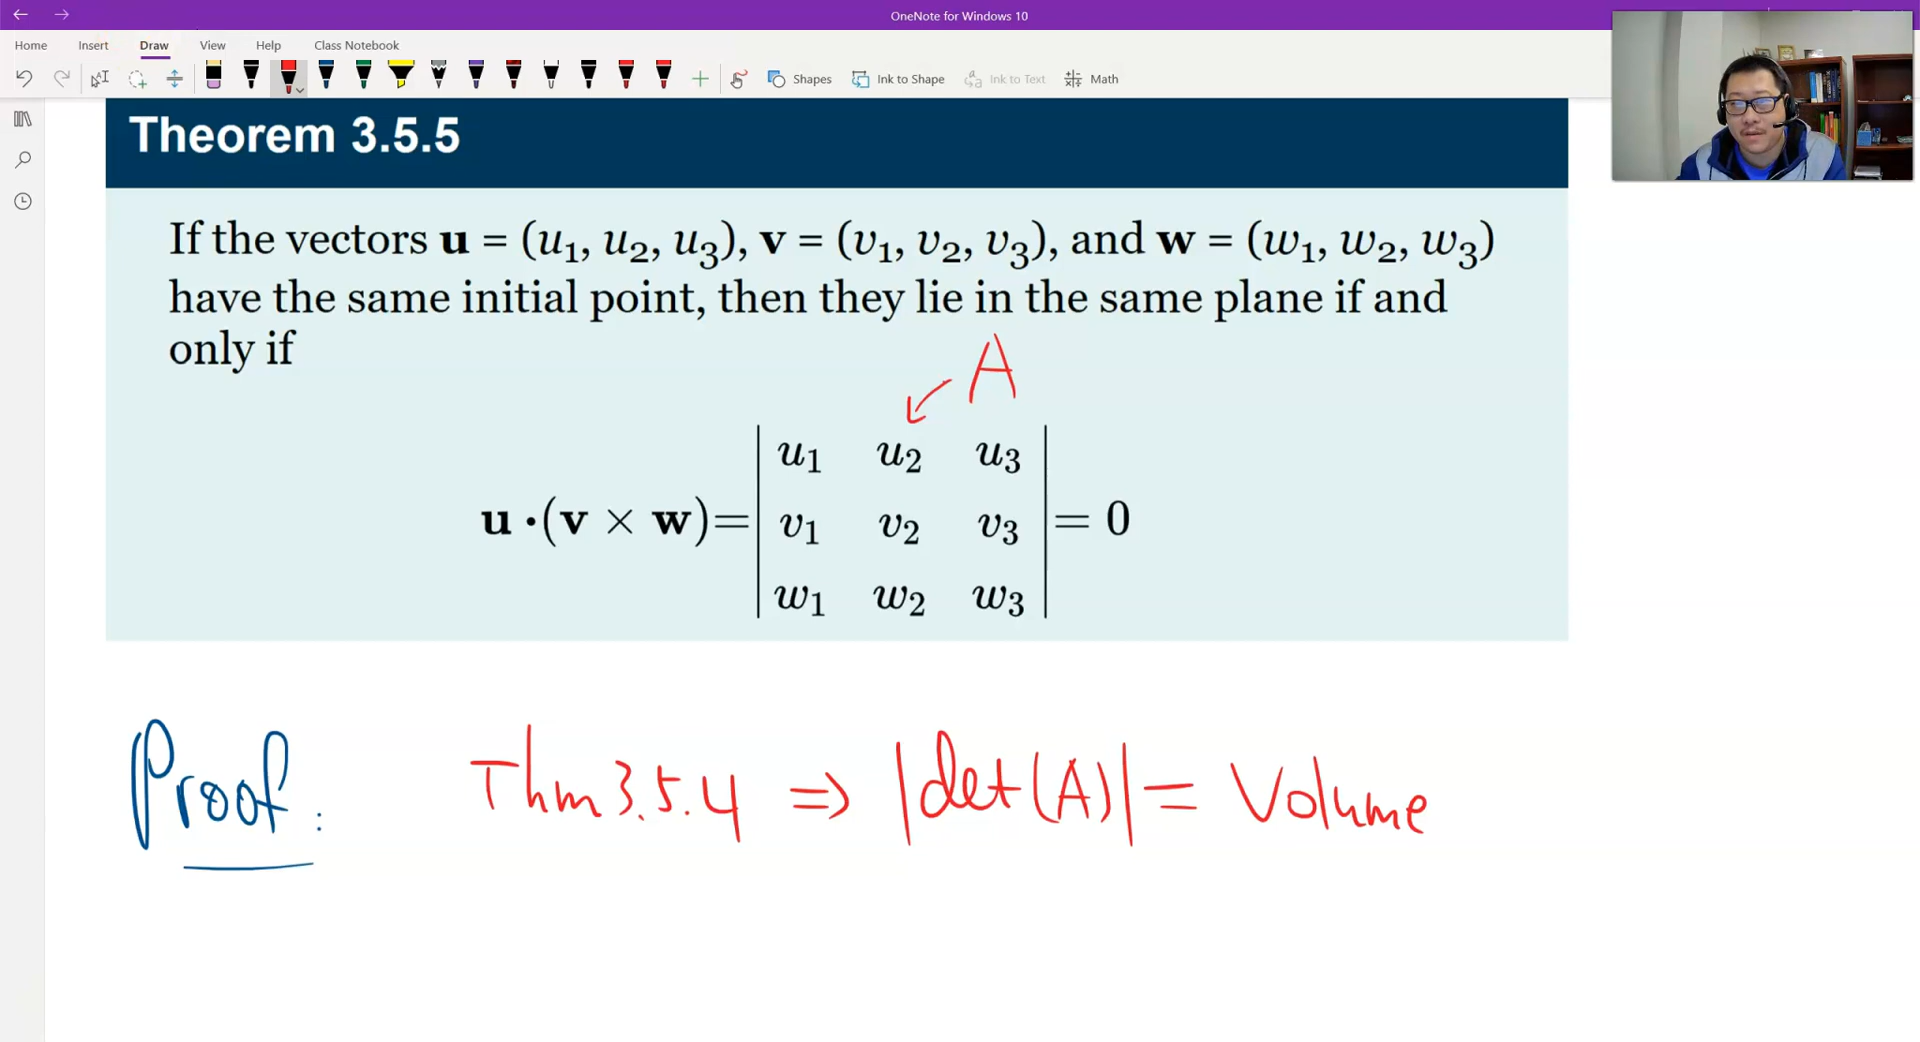 OneNote for Windows 10
Home Insert Draw View Help Class Notebook
Shapes Ink to Shape Ink to Text Math
Theorem 3.5.5
If the vectors u = (u₁, u₂, u₃), v = (v₁, v₂, v₃), and w = (w₁, w₂, w₃)
have the same initial point, then they lie in the same plane if and
only if
A
u₁ u₂ u₃
u · (v × w) = | v₁ v₂ v₃ | = 0
w₁ w₂ w₃
Proof: Thm 3.5.4 ⇒ |det(A)| = Volume